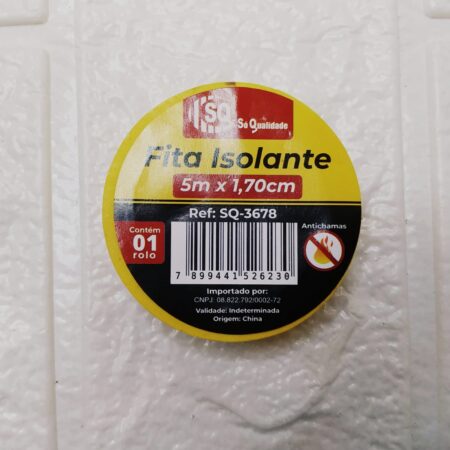 SQ
Só Qualidade
Fita Isolante
5m x 1,70cm
Ref: SQ-3678
Contém
01
rolo
Antichamas
7 899441 526230
Importado por:
CNPJ: 08.822.792/0002-72
Validade: Indeterminada
Origem: China